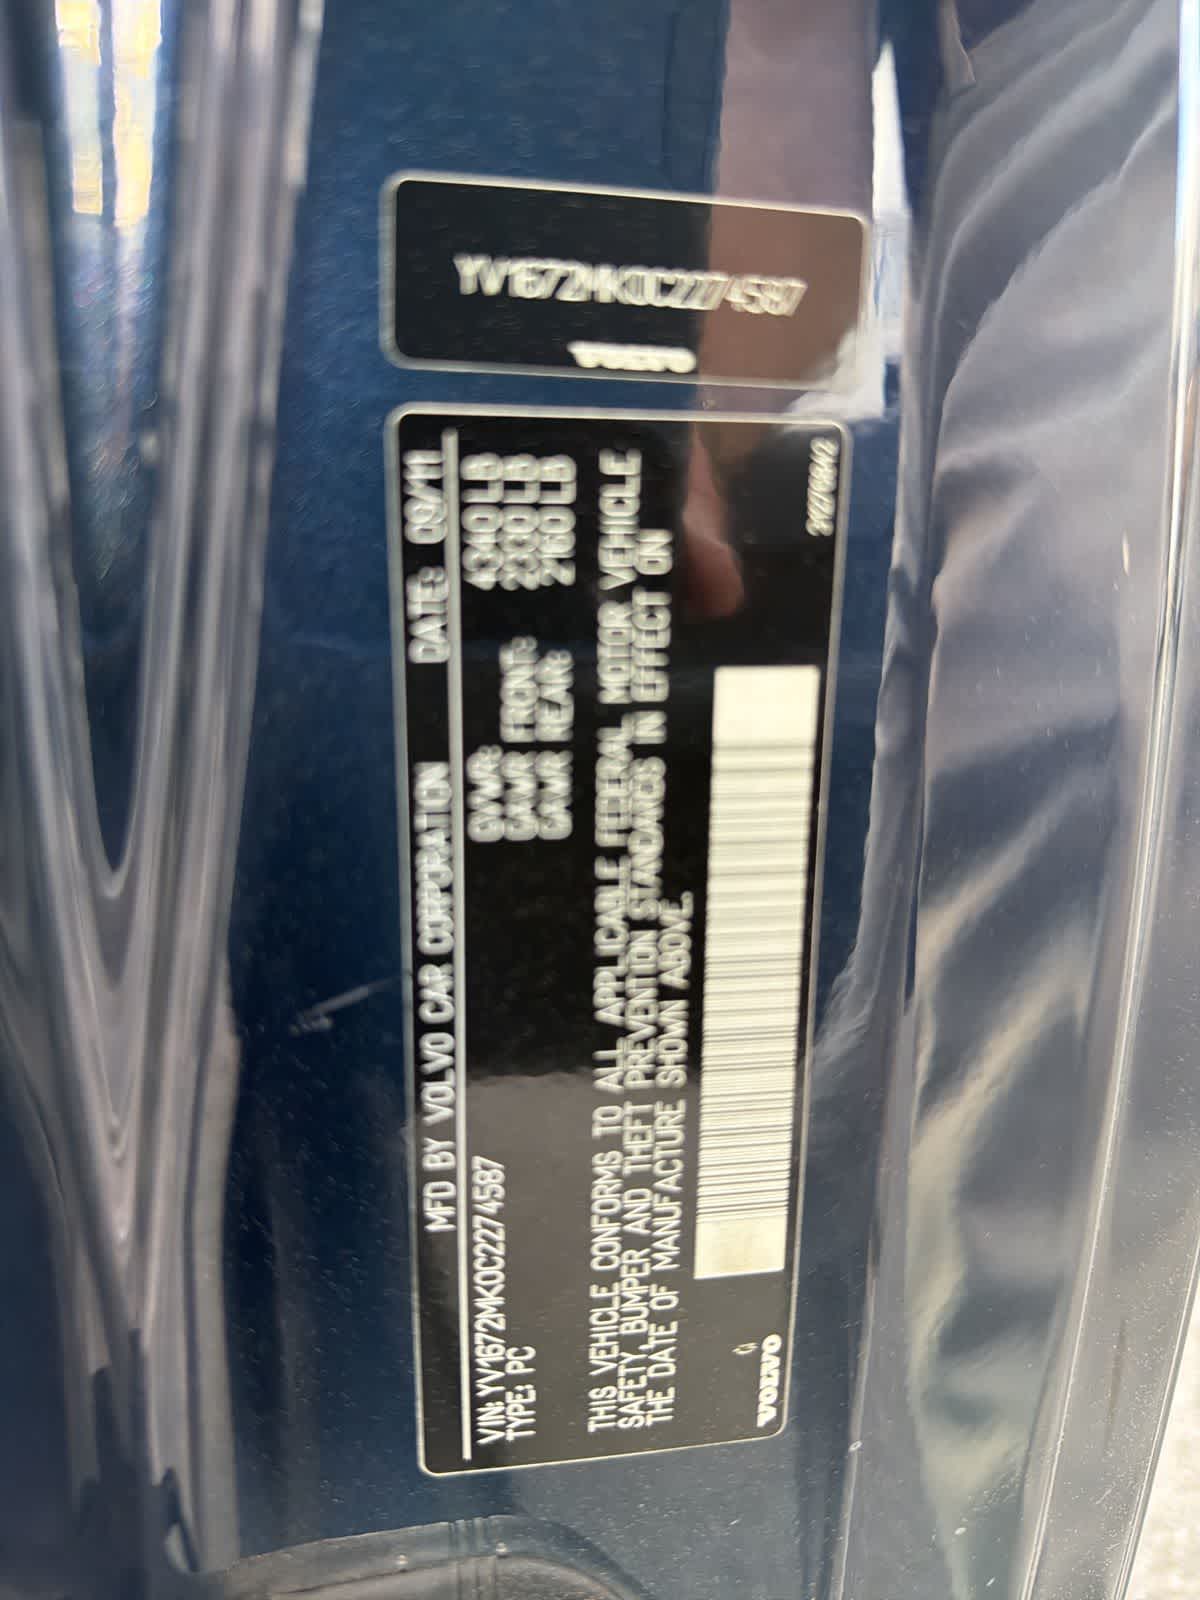 YV1672MK0C2274587
VOLVO
MFD BY VOLVO CAR CORPORATION DATE: 09/11
VIN: YV1672MK0C2274587 GVWR: 4340 LB
TYPE: PC GAWR FRONT: LB
GAWR REAR: 2160 LB
THIS VEHICLE CONFORMS TO ALL APPLICABLE FEDERAL MOTOR VEHICLE
SAFETY, BUMPER AND THEFT PREVENTION STANDARDS IN EFFECT ON
THE DATE OF MANUFACTURE SHOWN ABOVE.
VOLVO